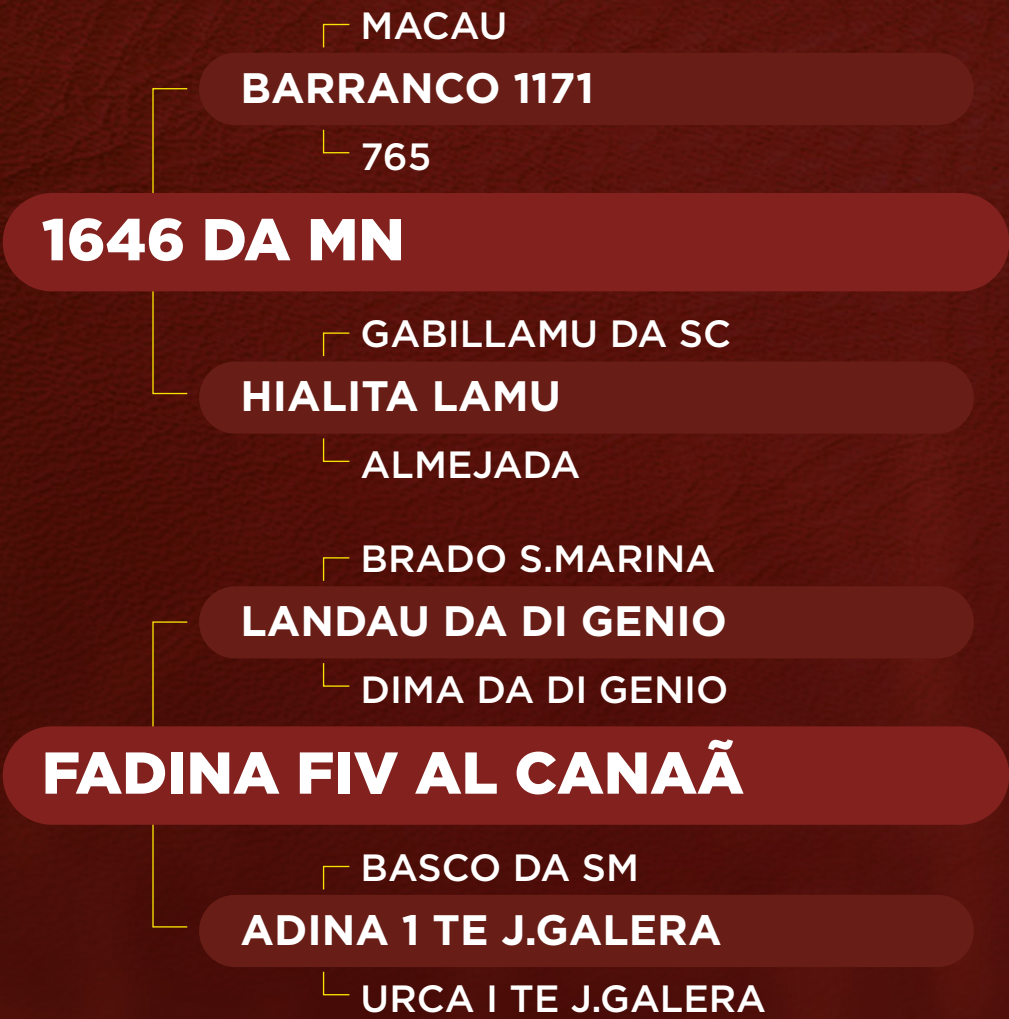 MACAU
BARRANCO 1171
765
1646 DA MN
GABILLAMU DA SC
HIALITA LAMU
ALMEJADA
BRADO S.MARINA
LANDAU DA DI GENIO
DIMA DA DI GENIO
FADINA FIV AL CANAÃ
BASCO DA SM
ADINA 1 TE J.GALERA
URCA I TE J.GALERA